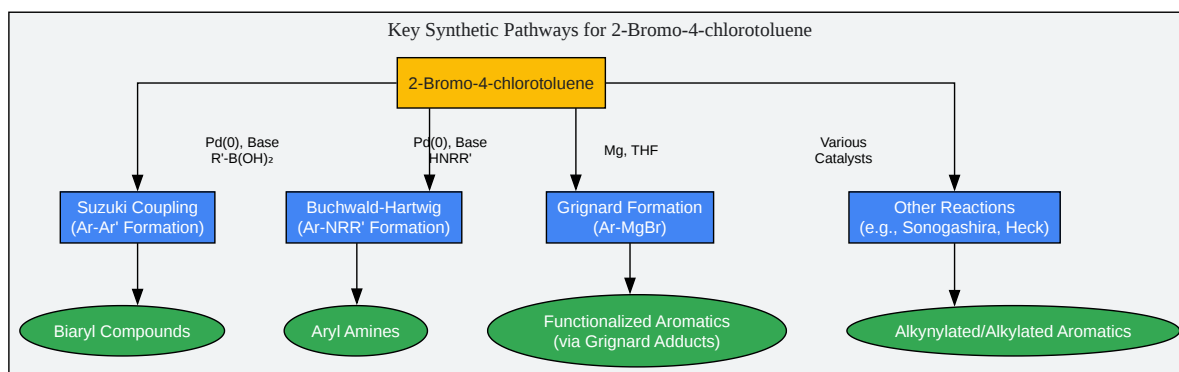 Key Synthetic Pathways for 2-Bromo-4-chlorotoluene
2-Bromo-4-chlorotoluene
Pd(0), Base
R'-B(OH)₂
Pd(0), Base
HNRR'
Mg, THF
Various
Catalysts
Suzuki Coupling
(Ar-Ar' Formation)
Buchwald-Hartwig
(Ar-NRR' Formation)
Grignard Formation
(Ar-MgBr)
Other Reactions
(e.g., Sonogashira, Heck)
Biaryl Compounds
Aryl Amines
Functionalized Aromatics
(via Grignard Adducts)
Alkynylated/Alkylated Aromatics